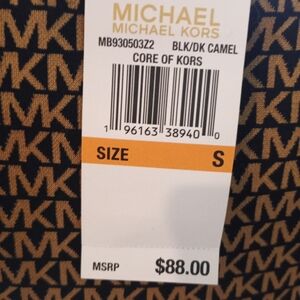 MICHAEL
MICHAEL KORS
MB930503Z2 BLK/DK CAMEL
CORE OF KORS
1 96163 38940 0
SIZE S
MSRP $88.00